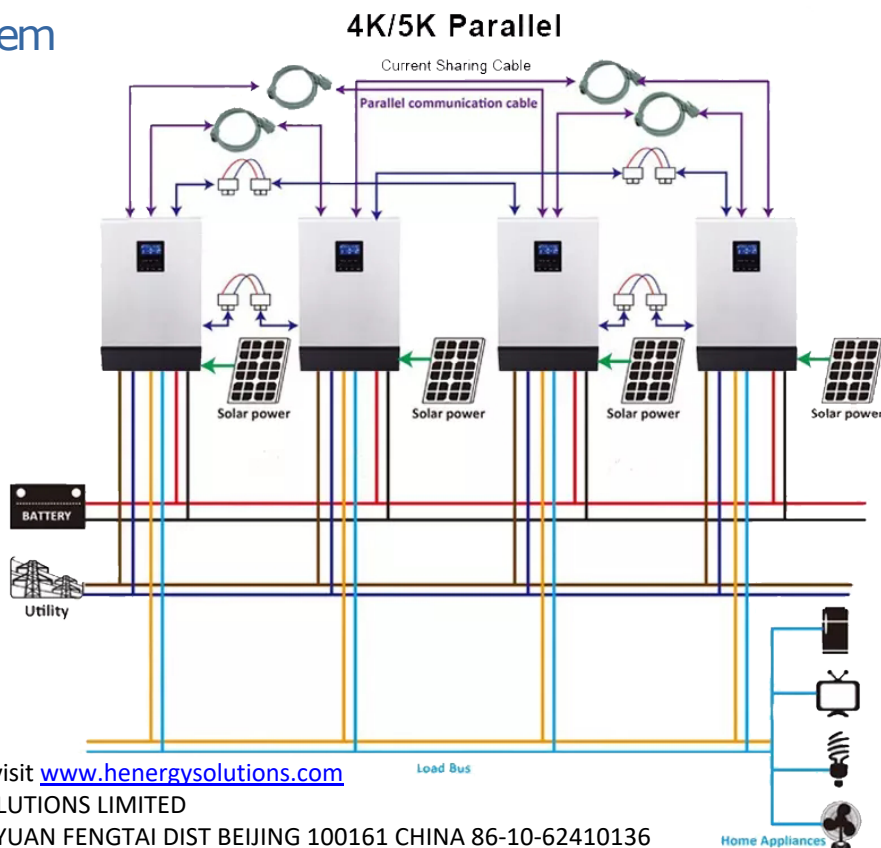 em
4K/5K Parallel
Current Sharing Cable
Parallel communication cable
Solar power
Solar power
Solar power
Solar power
BATTERY
Utility
Load Bus
Home Appliances
visit www.henergysolutions.com
LUTIONS LIMITED
YUAN FENGTAI DIST BEIJING 100161 CHINA 86-10-62410136